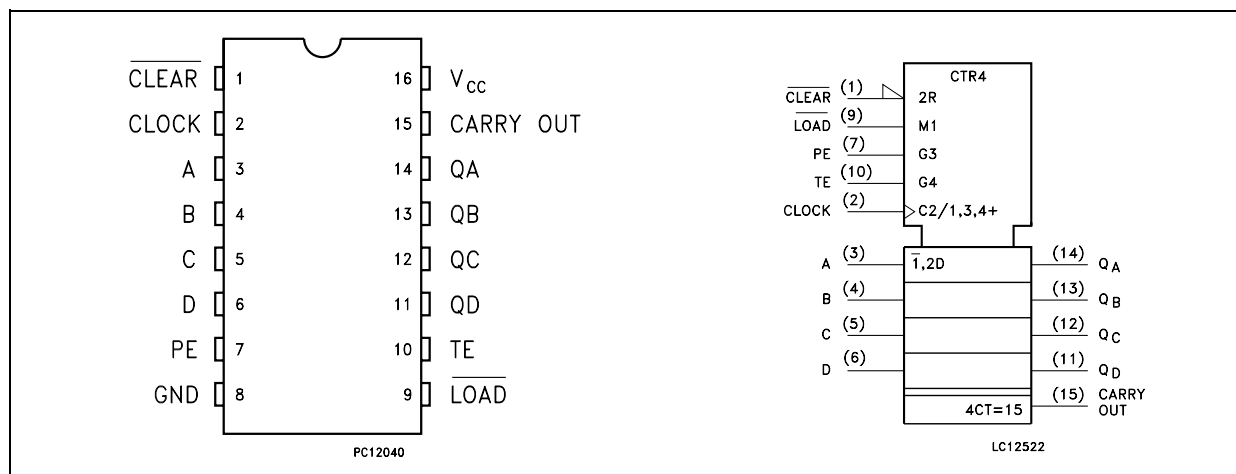 CLEAR 1 16 VCC
CLOCK 2 15 CARRY OUT
A 3 14 QA
B 4 13 QB
C 5 12 QC
D 6 11 QD
PE 7 10 TE
GND 8 9 LOAD
PC12040
CTR4
CLEAR (1) 2R
LOAD (9) M1
PE (7) G3
TE (10) G4
CLOCK (2) C2/1,3,4+
A (3) 1̅,2D (14) QA
B (4) (13) QB
C (5) (12) QC
D (6) (11) QD
4CT=15 (15) CARRY
OUT
LC12522